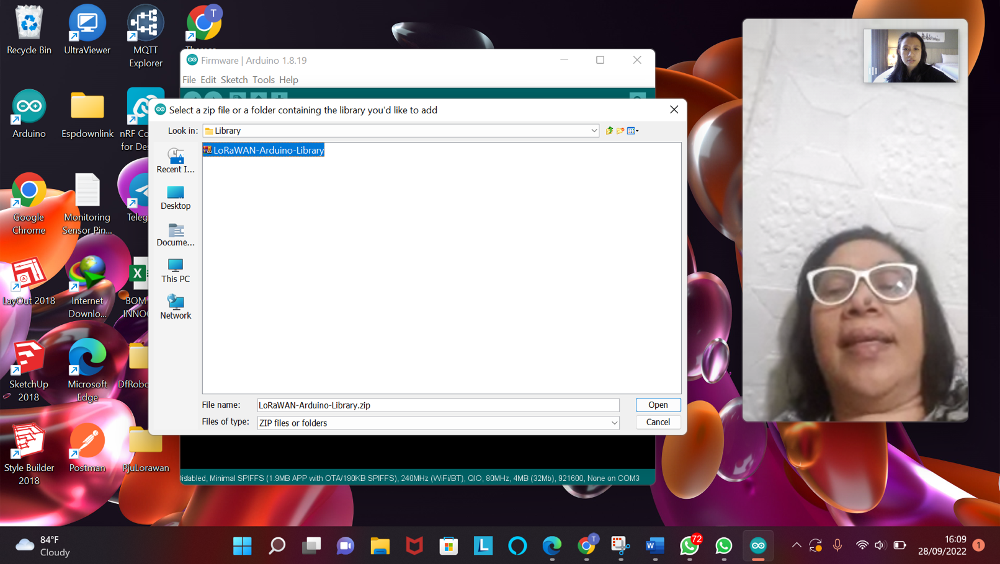 Recycle Bin
UltraViewer
MQTT
Explorer
T
Firmware | Arduino 1.8.19
File Edit Sketch Tools Help
Select a zip file or a folder containing the library you'd like to add
Look in:
Library
LoRaWAN-Arduino-Library
Recent I...
Desktop
Docume...
This PC
Network
File name:
LoRaWAN-Arduino-Library.zip
Open
Files of type:
ZIP files or folders
Cancel
Arduino
Espdownlink
nRF Co
for Des
Google
Chrome
Monitoring
Sensor Pin...
Teleg
LayOut 2018
Internet
Downlo...
BOM
INNO
SketchUp
2018
Microsoft
Edge
DfRobo
Style Builder
2018
Postman
PjuLorawan
Disabled, Minimal SPIFFS (1.9MB APP with OTA/190KB SPIFFS), 240MHz (WiFi/BT), QIO, 80MHz, 4MB (32Mb), 921600, None on COM3
84°F
Cloudy
L
T
W
72
16:09
28/09/2022
1